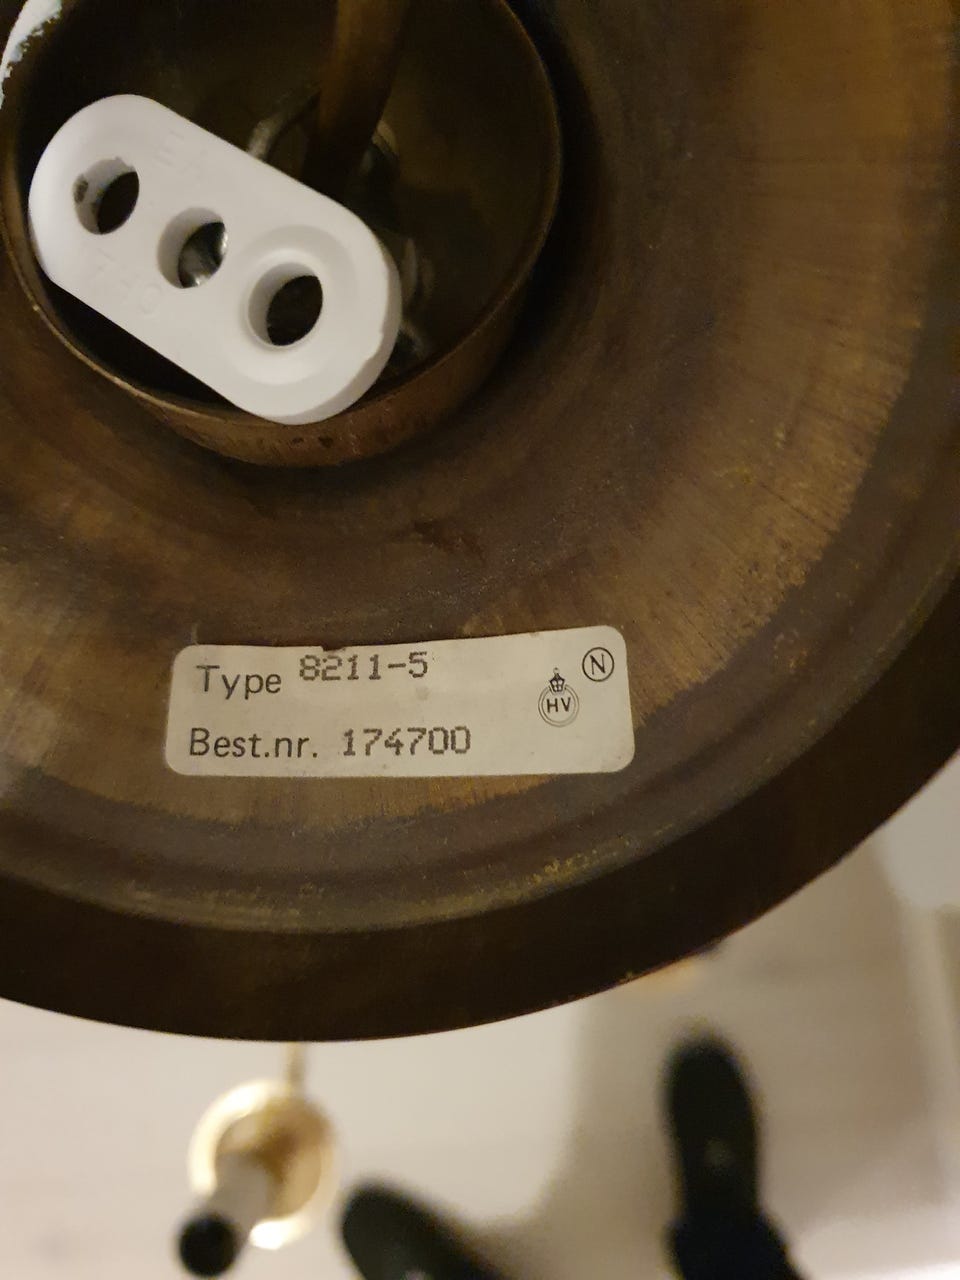 Type 8211-5
N
HV
Best.nr. 174700